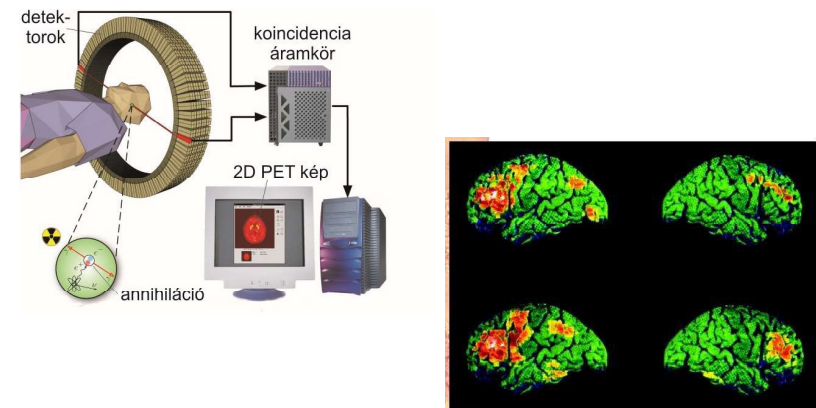 detek-
torok
koincidencia
áramkör
2D PET kép
annihiláció